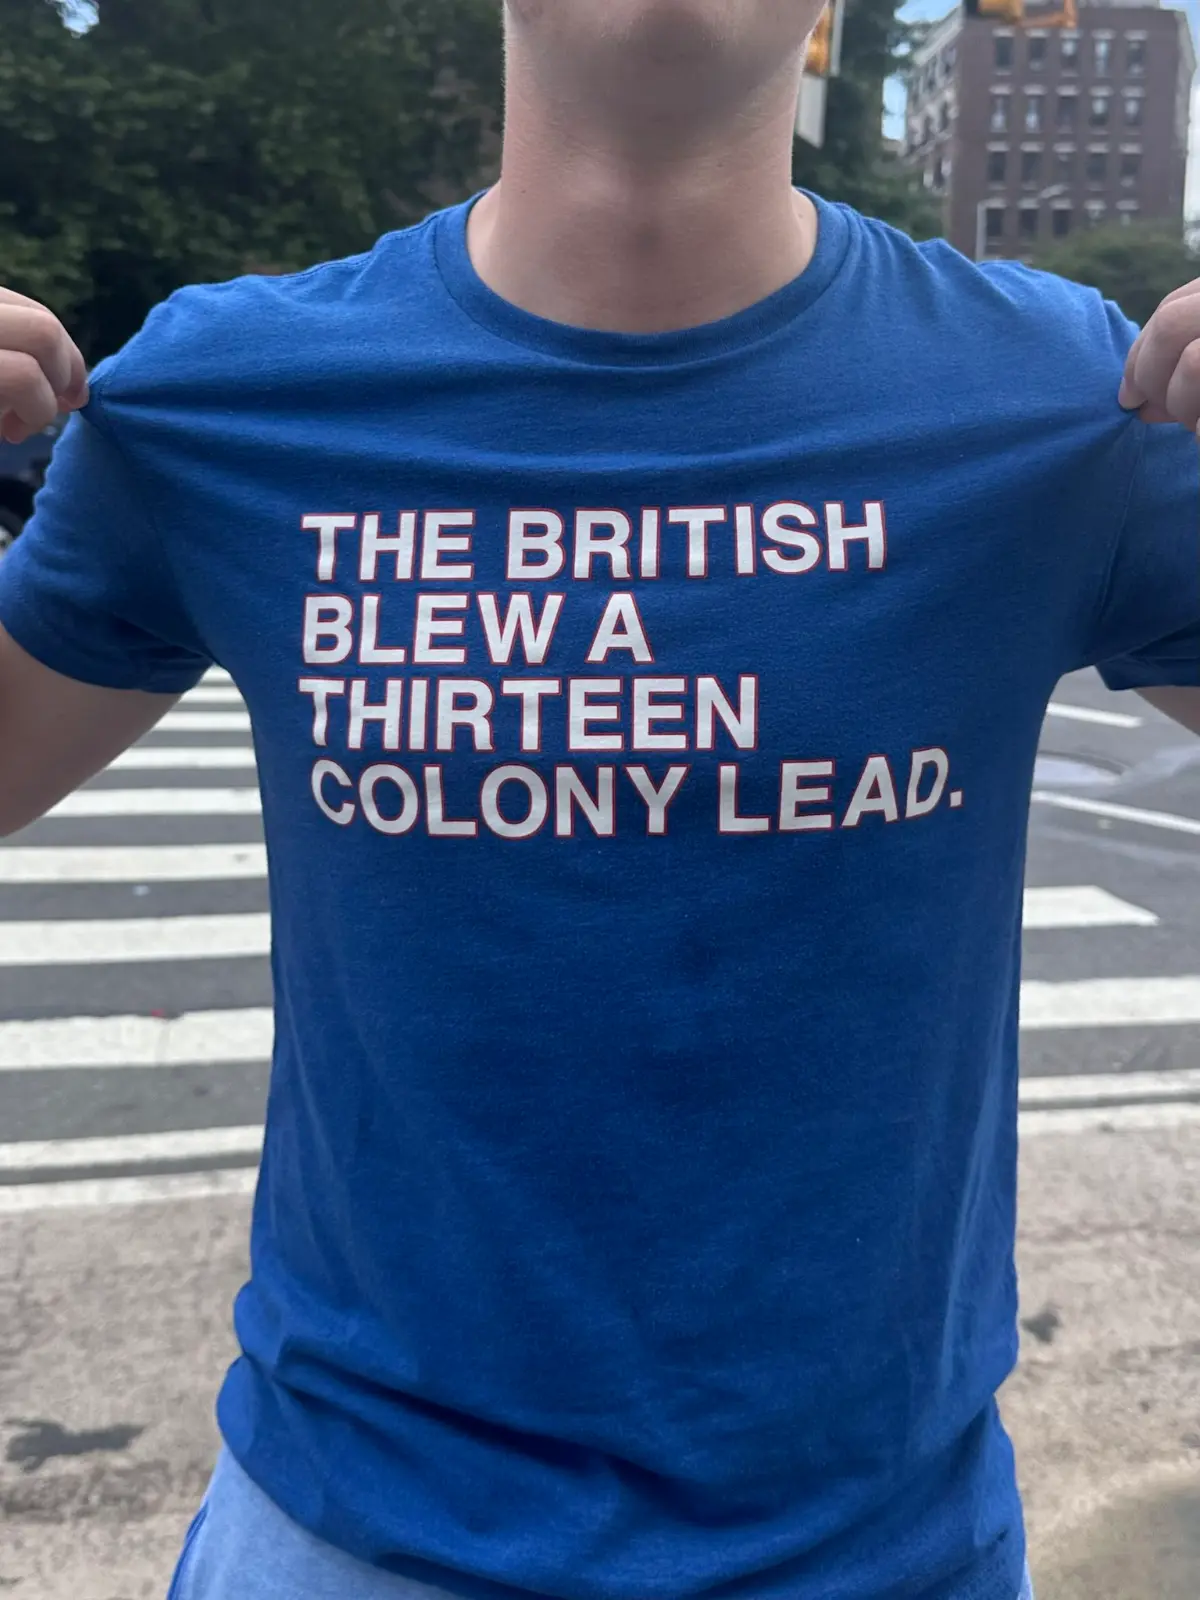 THE BRITISH
BLEW A
THIRTEEN
COLONY LEAD.